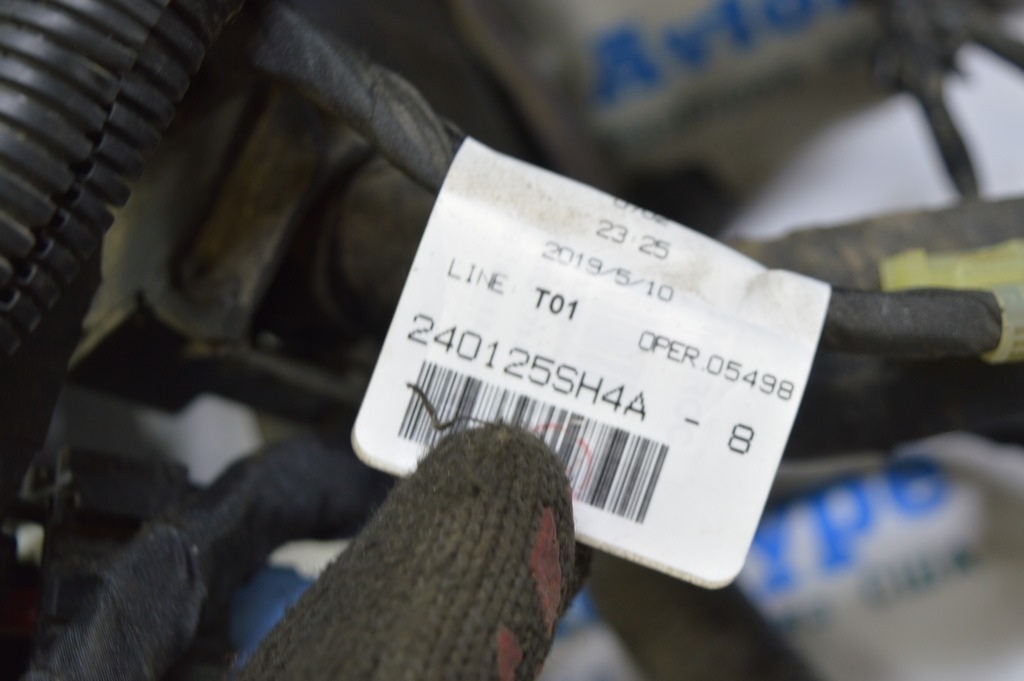 23:25
2019/5/10
LINE T01
OPER.05498
240125SH4A - 8